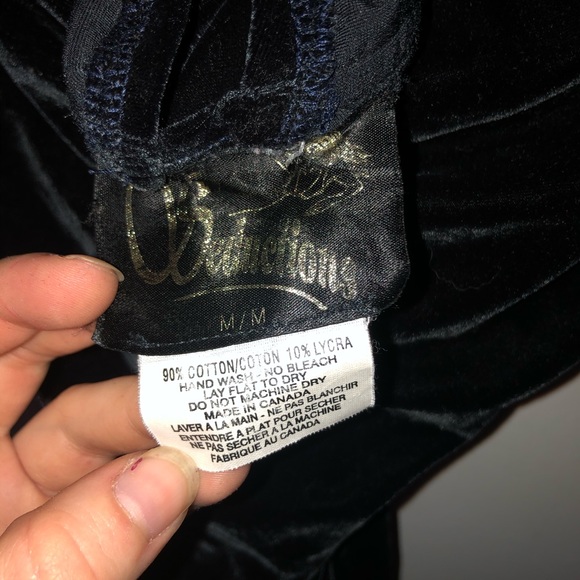 Seductions
M/M
90% COTTON/COTON 10% LYCRA
HAND WASH - NO BLEACH
LAY FLAT TO DRY
DO NOT MACHINE DRY
MADE IN CANADA
LAVER A LA MAIN - NE PAS BLANCHIR
ENTENDRE A PLAT POUR SECHER
NE PAS SECHER A LA MACHINE
FABRIQUE AU CANADA